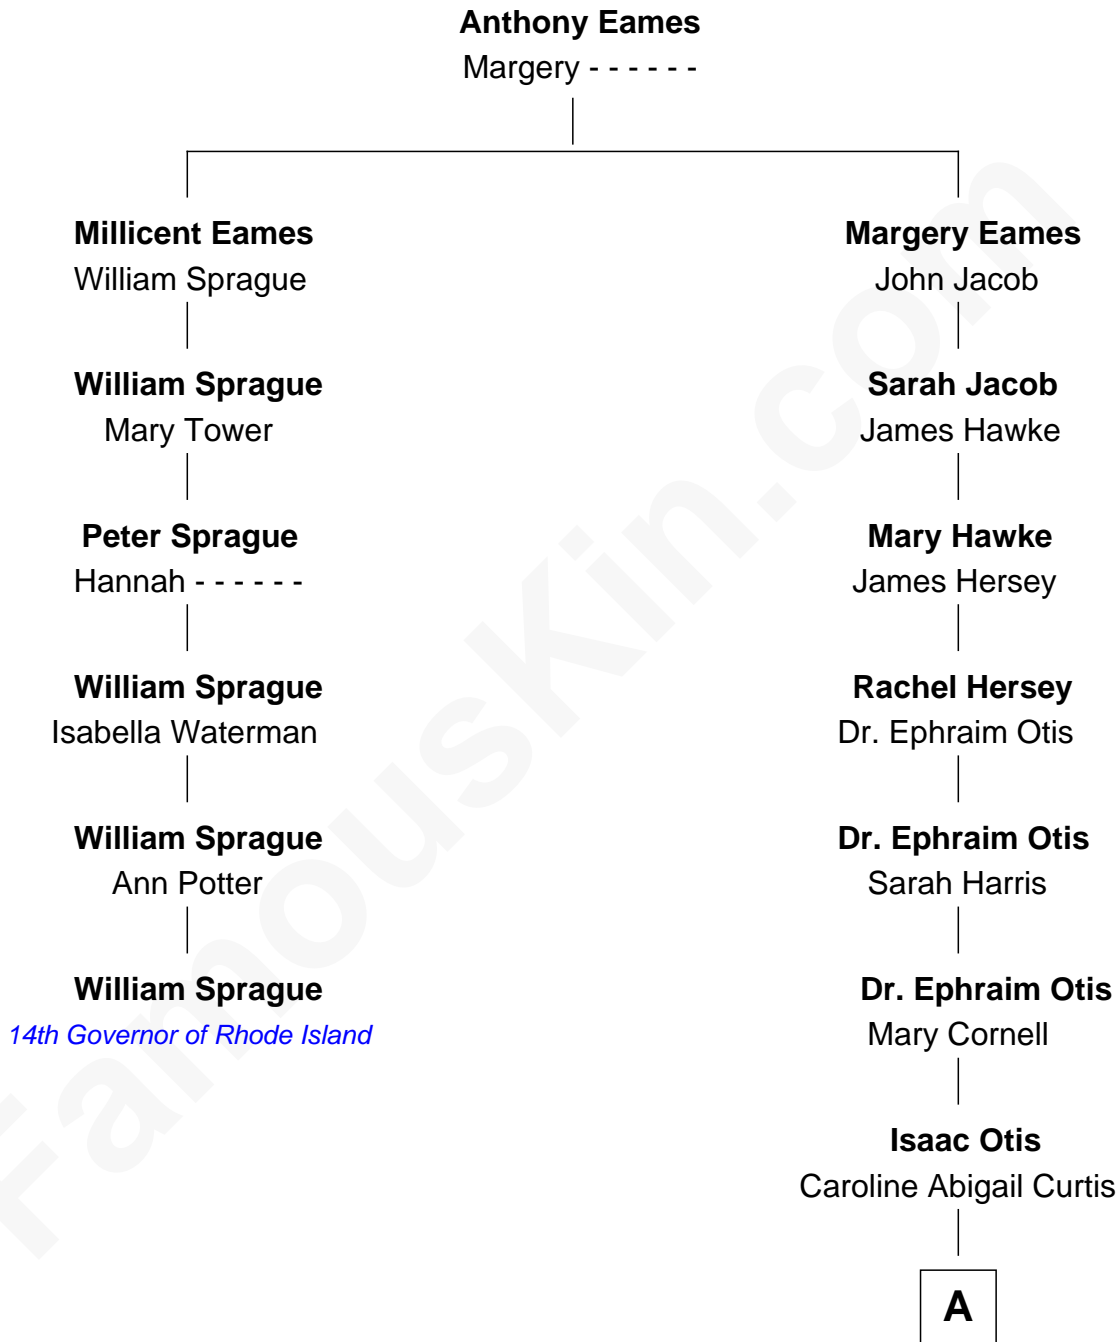 Anthony Eames
Margery - - - - - -
Millicent Eames
William Sprague
Margery Eames
John Jacob
William Sprague
Mary Tower
Sarah Jacob
James Hawke
Peter Sprague
Hannah - - - - - -
Mary Hawke
James Hersey
William Sprague
Isabella Waterman
Rachel Hersey
Dr. Ephraim Otis
William Sprague
Ann Potter
Dr. Ephraim Otis
Sarah Harris
William Sprague
14th Governor of Rhode Island
Dr. Ephraim Otis
Mary Cornell
Isaac Otis
Caroline Abigail Curtis
A
FamousKin.com